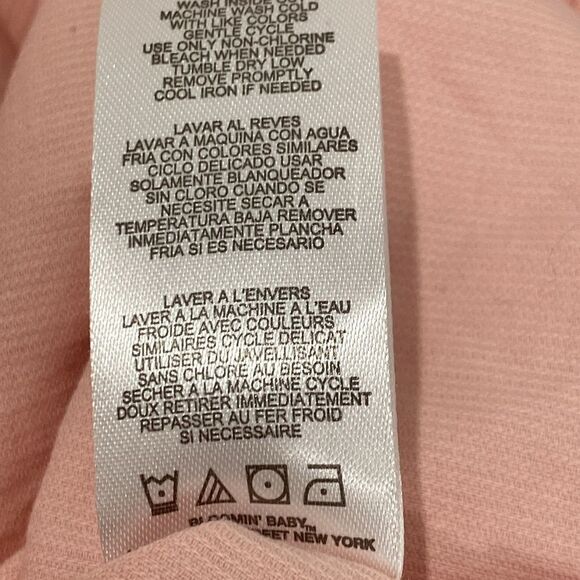 WASH INSIDE OUT
MACHINE WASH COLD
WITH LIKE COLORS
GENTLE CYCLE
USE ONLY NON-CHLORINE
BLEACH WHEN NEEDED
TUMBLE DRY LOW
REMOVE PROMPTLY
COOL IRON IF NEEDED
LAVAR AL REVES
LAVAR A MAQUINA CON AGUA
FRIA CON COLORES SIMILARES
CICLO DELICADO USAR
SOLAMENTE BLANQUEADOR
SIN CLORO CUANDO SE
NECESITE SECAR A
TEMPERATURA BAJA REMOVER
INMEDIATAMENTE PLANCHA
FRIA SI ES NECESARIO
LAVER A L'ENVERS
LAVER A LA MACHINE A L'EAU
FROIDE AVEC COULEURS
SIMILAIRES CYCLE DELICAT
UTILISER DU JAVELLISANT
SANS CHLORE AU BESOIN
SECHER A LA MACHINE CYCLE
DOUX RETIRER IMMEDIATEMENT
REPASSER AU FER FROID
SI NECESSAIRE
BLOOMIN' BABY™
NEW YORK